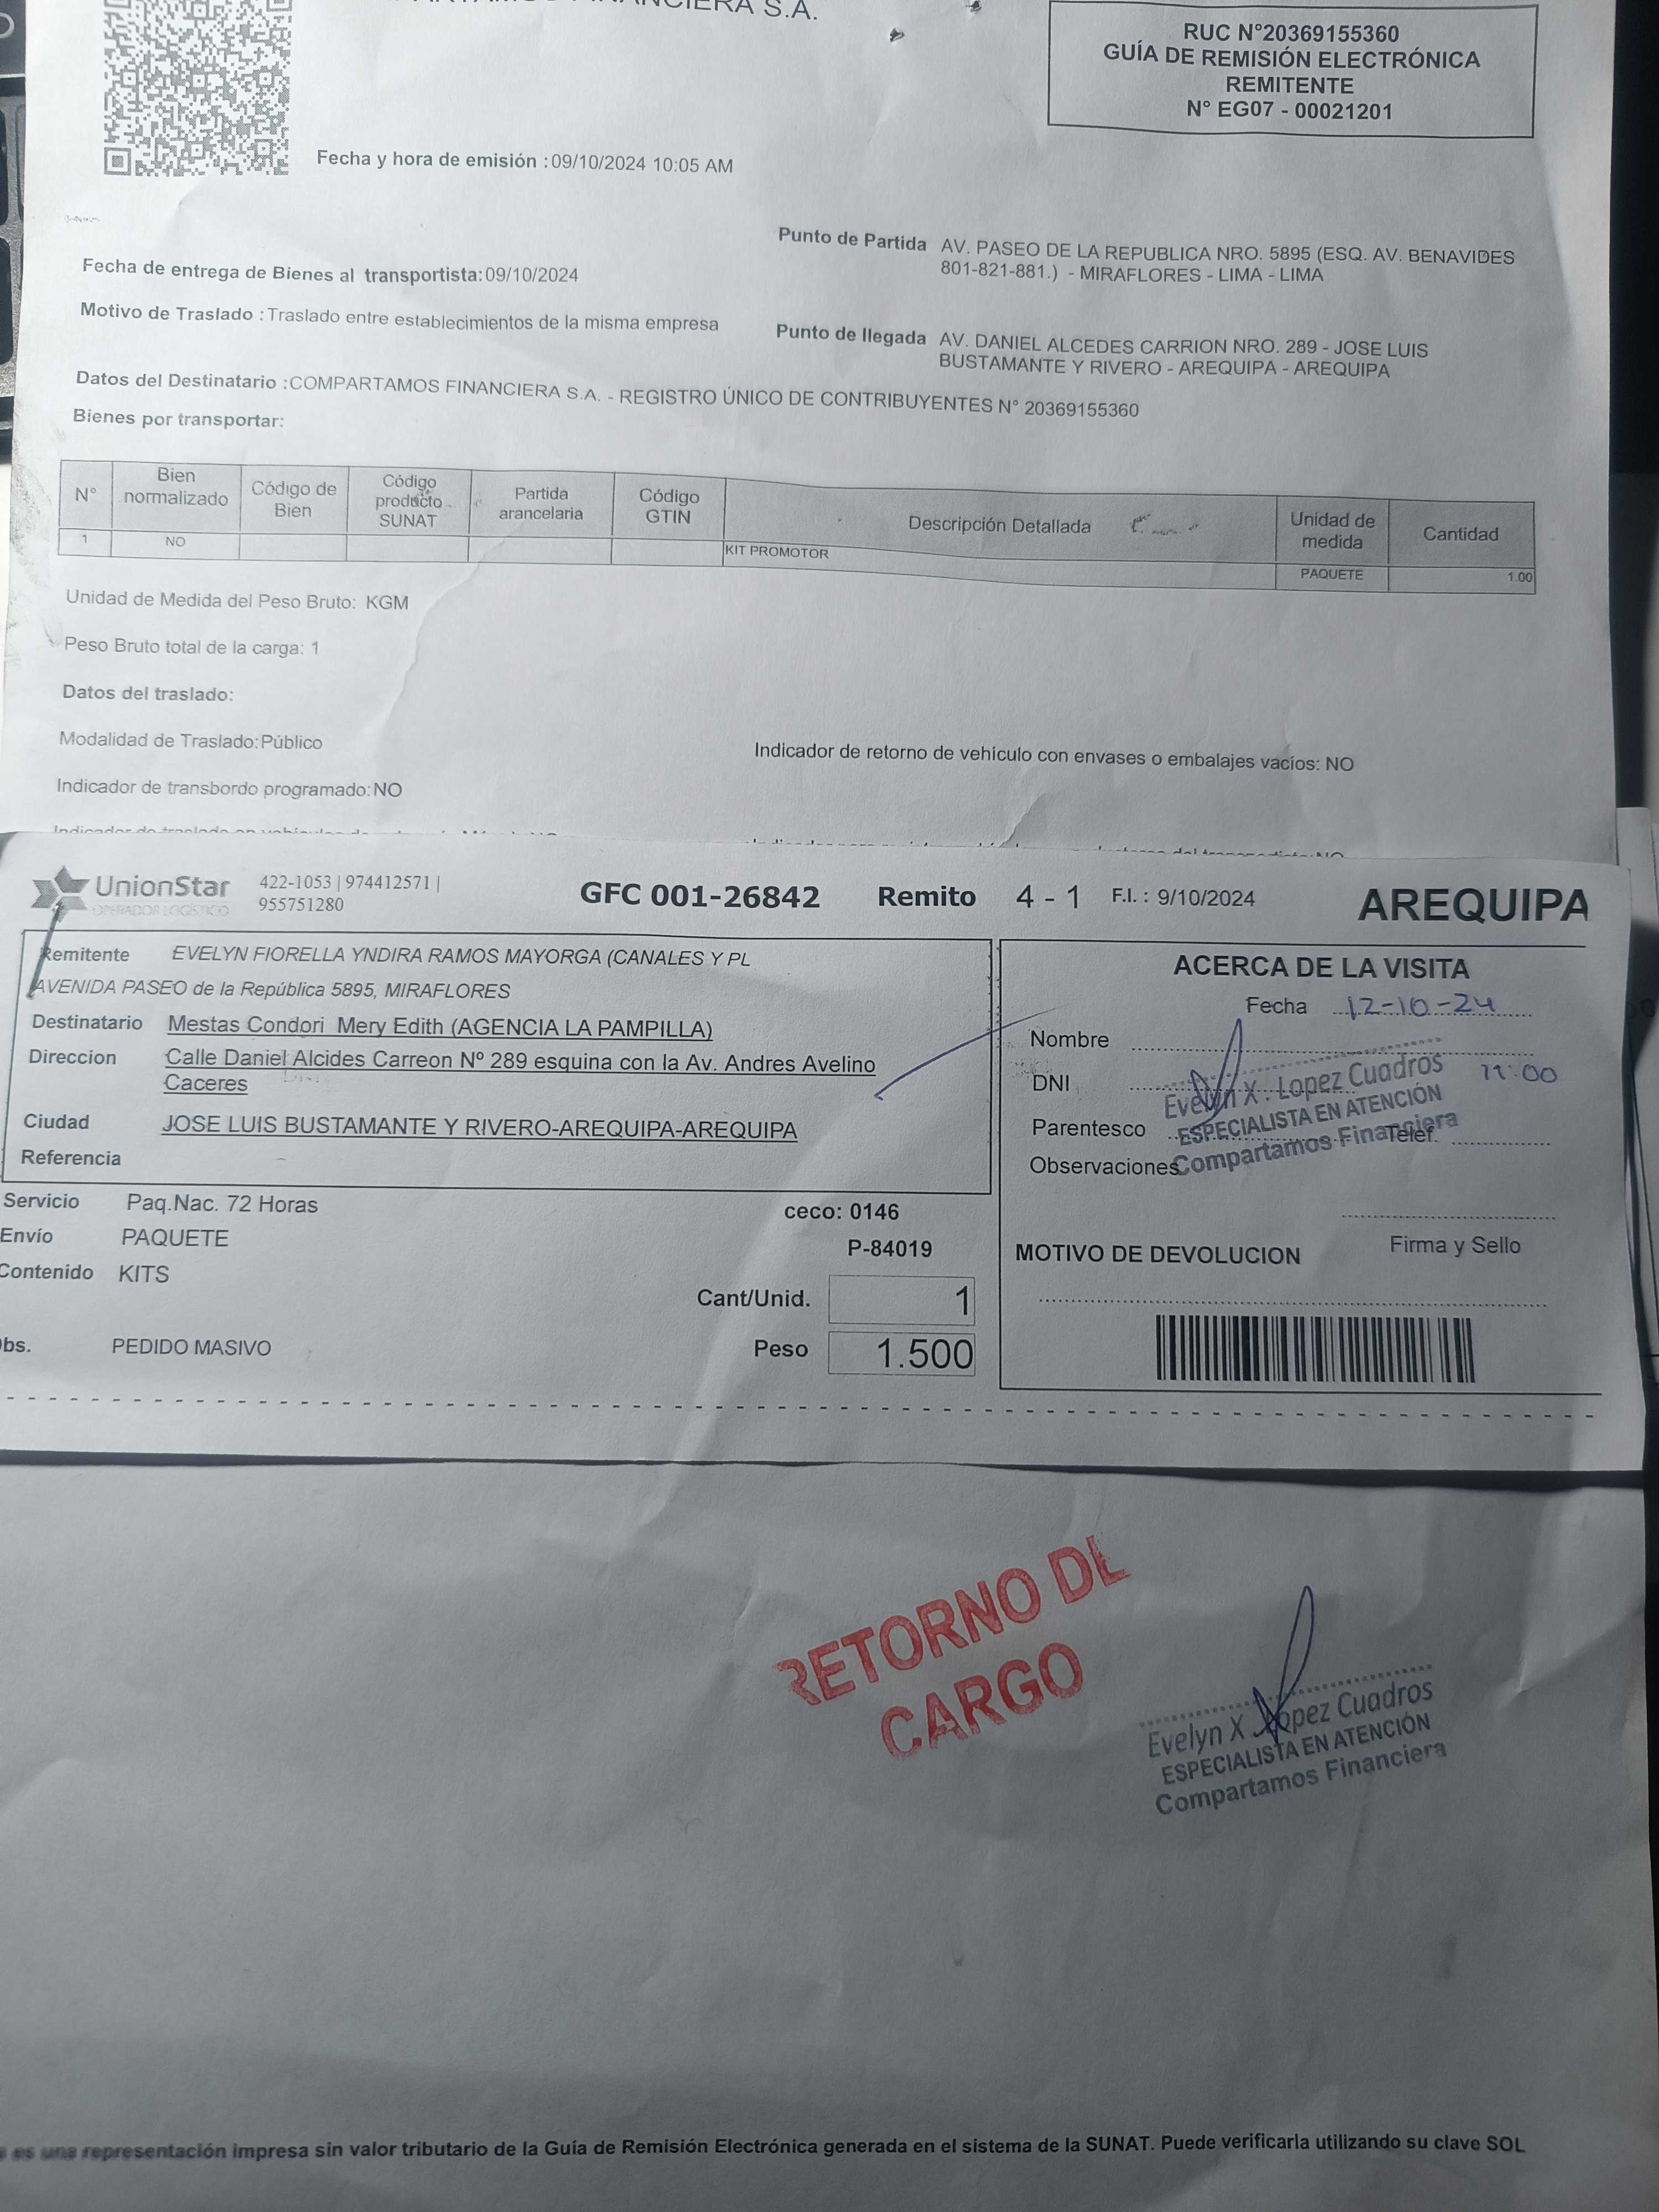 FINANCIERA S.A.
RUC N°20369155360
GUÍA DE REMISIÓN ELECTRÓNICA
REMITENTE
N° EG07 - 00021201
Fecha y hora de emisión :09/10/2024 10:05 AM
Fecha de entrega de Bienes al transportista:09/10/2024
Punto de Partida AV. PASEO DE LA REPUBLICA NRO. 5895 (ESQ. AV. BENAVIDES
801-821-881.) - MIRAFLORES - LIMA - LIMA
Motivo de Traslado :Traslado entre establecimientos de la misma empresa
Punto de llegada AV. DANIEL ALCEDES CARRION NRO. 289 - JOSE LUIS
BUSTAMANTE Y RIVERO - AREQUIPA - AREQUIPA
Datos del Destinatario :COMPARTAMOS FINANCIERA S.A. - REGISTRO ÚNICO DE CONTRIBUYENTES N° 20369155360
Bienes por transportar:
N° Bien normalizado Código de Bien Código producto SUNAT Partida arancelaria Código GTIN Descripción Detallada Unidad de medida Cantidad
1 NO KIT PROMOTOR PAQUETE 1.00
Unidad de Medida del Peso Bruto: KGM
Peso Bruto total de la carga: 1
Datos del traslado:
Modalidad de Traslado:Público
Indicador de retorno de vehículo con envases o embalajes vacíos: NO
Indicador de transbordo programado:NO
UnionStar
OPERADOR LOGISTICO
422-1053 | 974412571 |
955751280
GFC 001-26842 Remito 4 - 1 F.I. : 9/10/2024 AREQUIPA
Remitente EVELYN FIORELLA YNDIRA RAMOS MAYORGA (CANALES Y PL
AVENIDA PASEO de la República 5895, MIRAFLORES
Destinatario Mestas Condori Mery Edith (AGENCIA LA PAMPILLA)
Direccion Calle Daniel Alcides Carreon Nº 289 esquina con la Av. Andres Avelino
Caceres
Ciudad JOSE LUIS BUSTAMANTE Y RIVERO-AREQUIPA-AREQUIPA
Referencia
Servicio Paq.Nac. 72 Horas
Envío PAQUETE
Contenido KITS
ceco: 0146
P-84019
Cant/Unid. 1
Peso 1.500
bs. PEDIDO MASIVO
ACERCA DE LA VISITA
Fecha 12-10-24
Nombre
DNI 11:00
Parentesco
Telef.
Observaciones
Evelyn X. Lopez Cuadros
ESPECIALISTA EN ATENCIÓN
Compartamos Financiera
Firma y Sello
MOTIVO DE DEVOLUCION
RETORNO DE
CARGO
Evelyn X. Lopez Cuadros
ESPECIALISTA EN ATENCIÓN
Compartamos Financiera
es una representación impresa sin valor tributario de la Guía de Remisión Electrónica generada en el sistema de la SUNAT. Puede verificarla utilizando su clave SOL